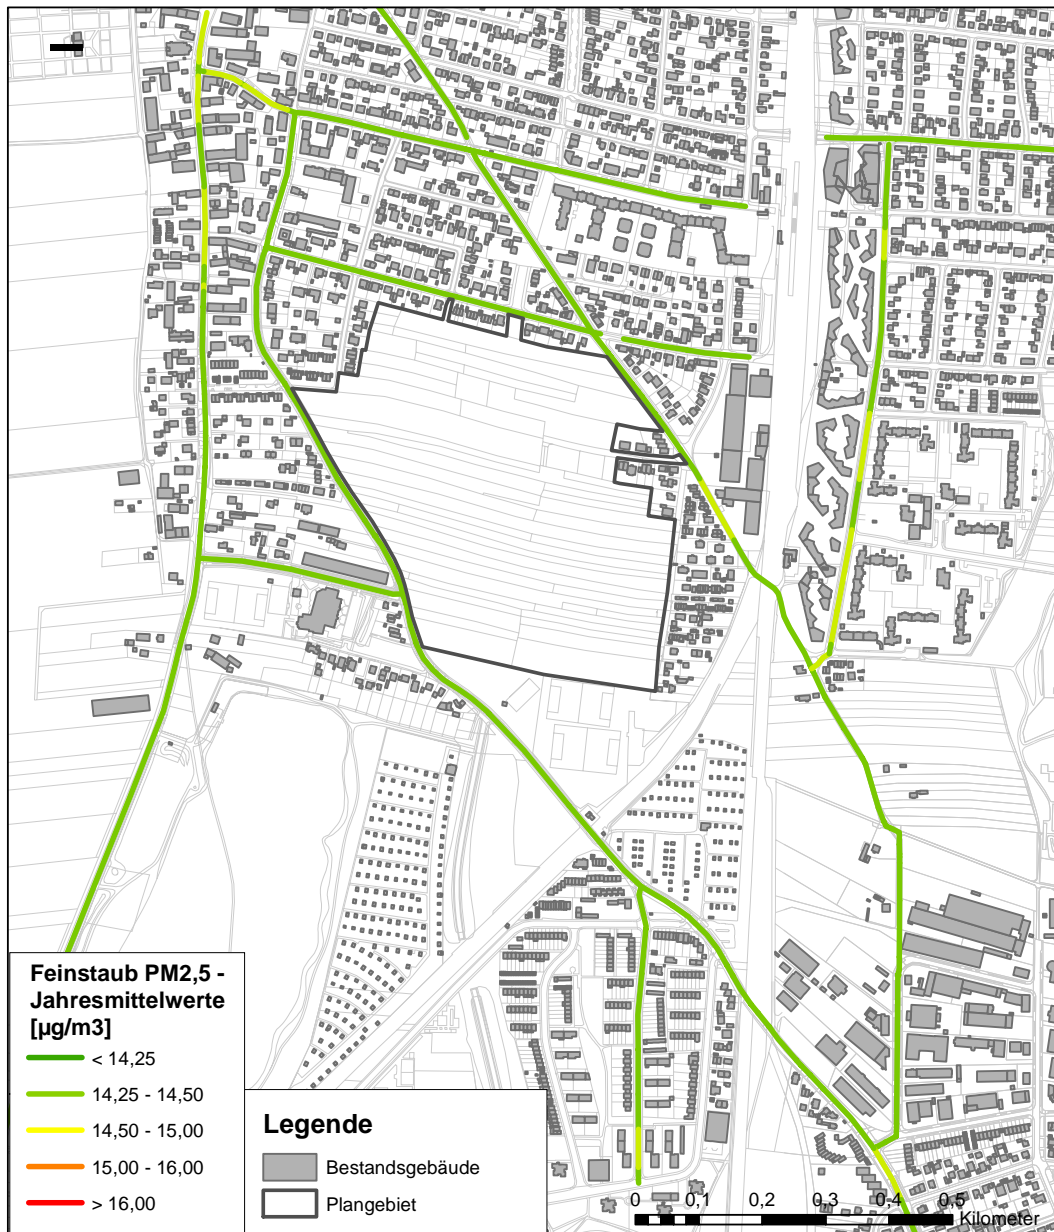 Feinstaub PM2,5 -
Jahresmittelwerte
[µg/m3]
< 14,25
14,25 - 14,50
14,50 - 15,00
15,00 - 16,00
> 16,00
Legende
Bestandsgebäude
Plangebiet
0 0,1 0,2 0,3 0,4 0,5
Kilometer